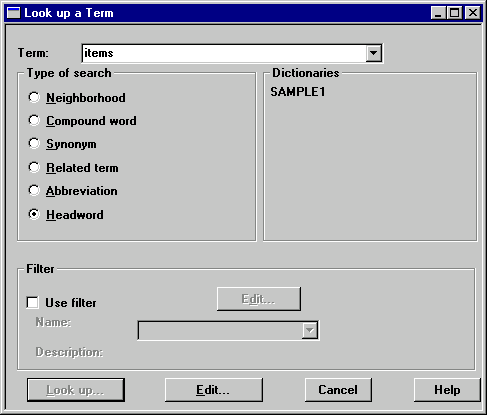 Look up a Term
Term: items
Type of search
Dictionaries
Neighborhood
SAMPLE1
Compound word
Synonym
Related term
Abbreviation
Headword
Filter
Use filter
Edit...
Name:
Description:
Look up... Edit... Cancel Help